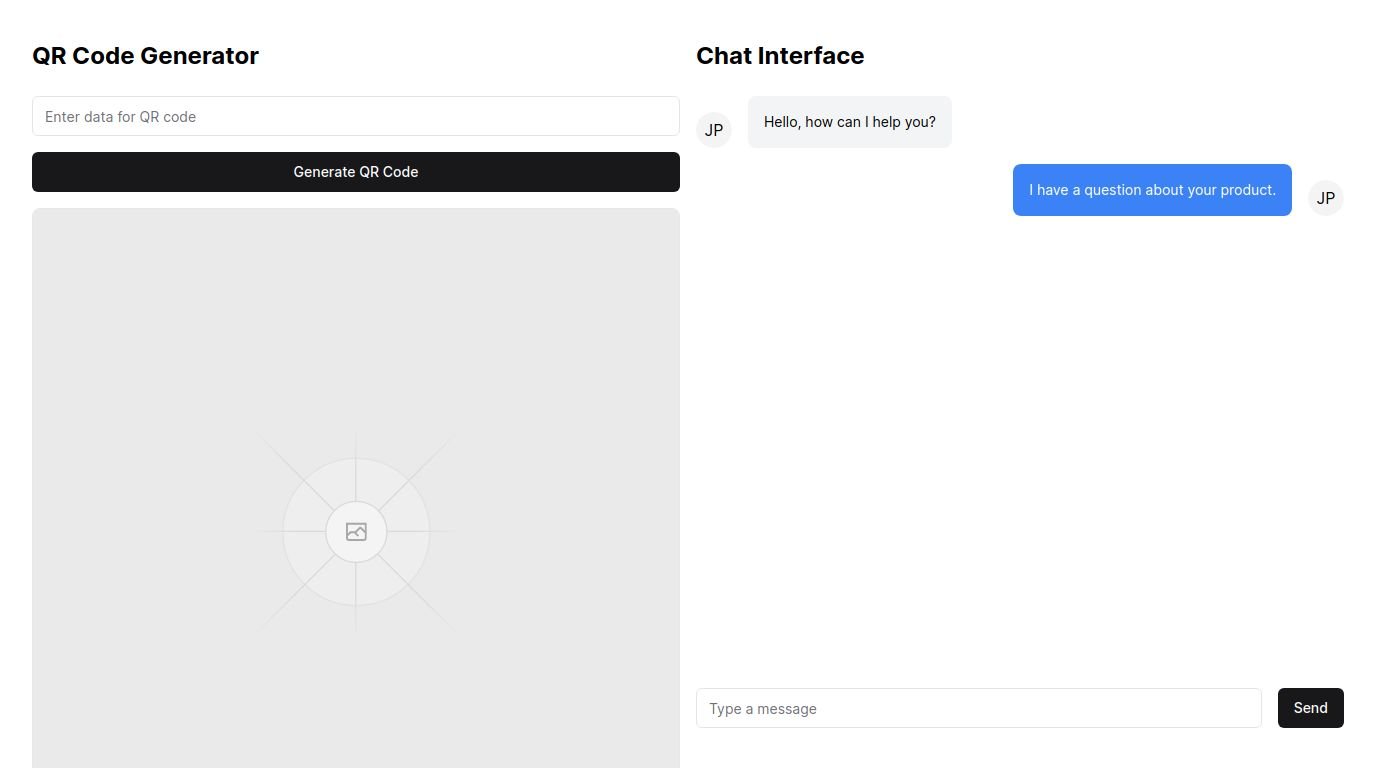 QR Code Generator
Enter data for QR code
Generate QR Code
Chat Interface
JP
Hello, how can I help you?
I have a question about your product.
JP
Type a message
Send